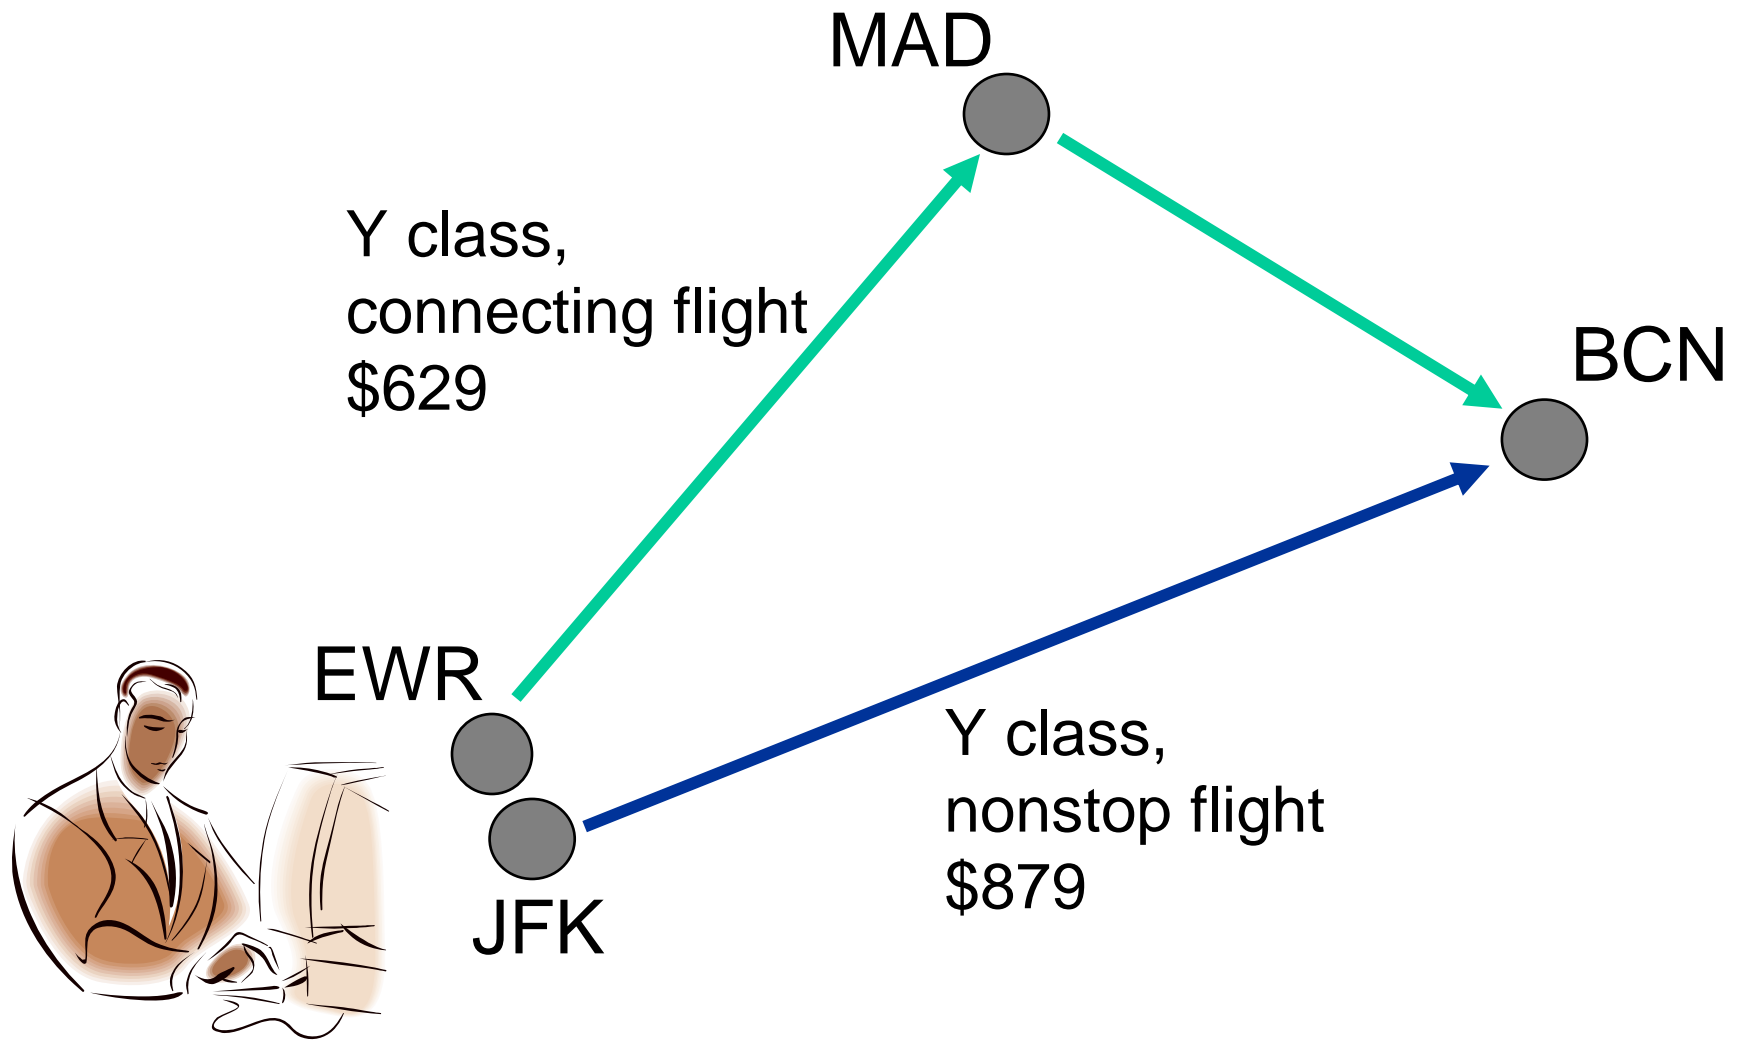 MAD
Y class,
connecting flight
$629
BCN
EWR
Y class,
nonstop flight
$879
JFK